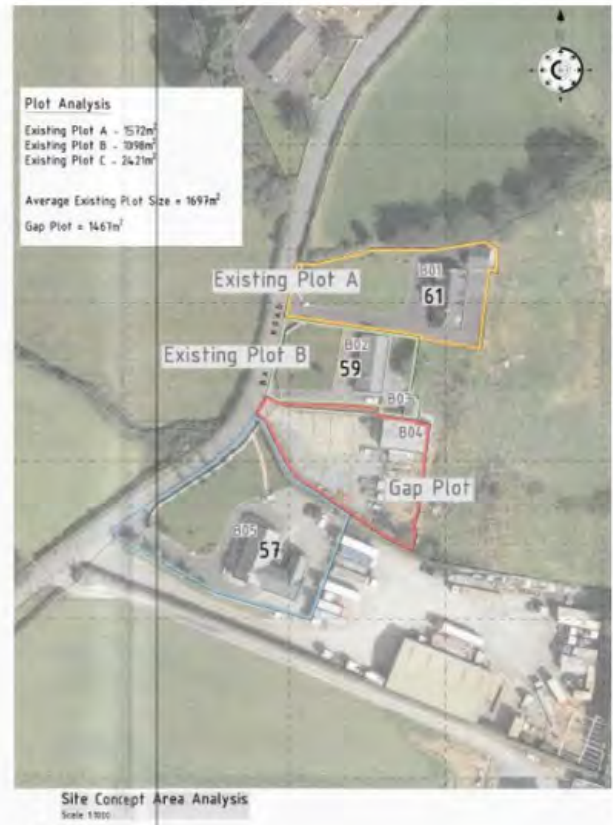 Plot Analysis
Existing Plot A - 1572m²
Existing Plot B - 1098m²
Existing Plot C - 2421m²
Average Existing Plot Size = 1697m²
Gap Plot = 1467m²
Existing Plot A
B01
61
Existing Plot B
B02
59
B03
B04
Gap Plot
B05
57
Site Concept Area Analysis
Scale 1:1000